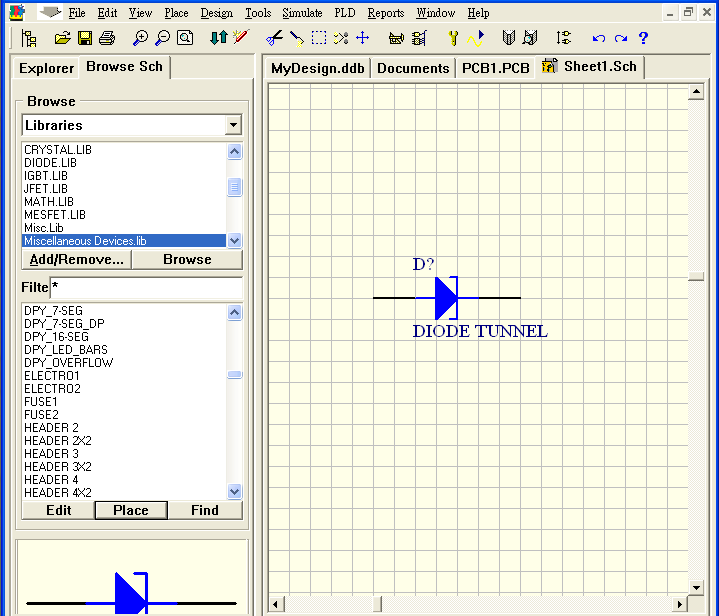 File Edit View Place Design Tools Simulate PLD Reports Window Help
Explorer Browse Sch
MyDesign.ddb Documents PCB1.PCB Sheet1.Sch
Browse
Libraries
CRYSTAL.LIB
DIODE.LIB
IGBT.LIB
JFET.LIB
MATH.LIB
MESFET.LIB
Misc.Lib
Miscellaneous Devices.lib
Add/Remove... Browse
Filte *
DPY_7-SEG
DPY_7-SEG_DP
DPY_16-SEG
DPY_LED_BARS
DPY_OVERFLOW
ELECTRO1
ELECTRO2
FUSE1
FUSE2
HEADER 2
HEADER 2X2
HEADER 3
HEADER 3X2
HEADER 4
HEADER 4X2
Edit Place Find
D?
DIODE TUNNEL